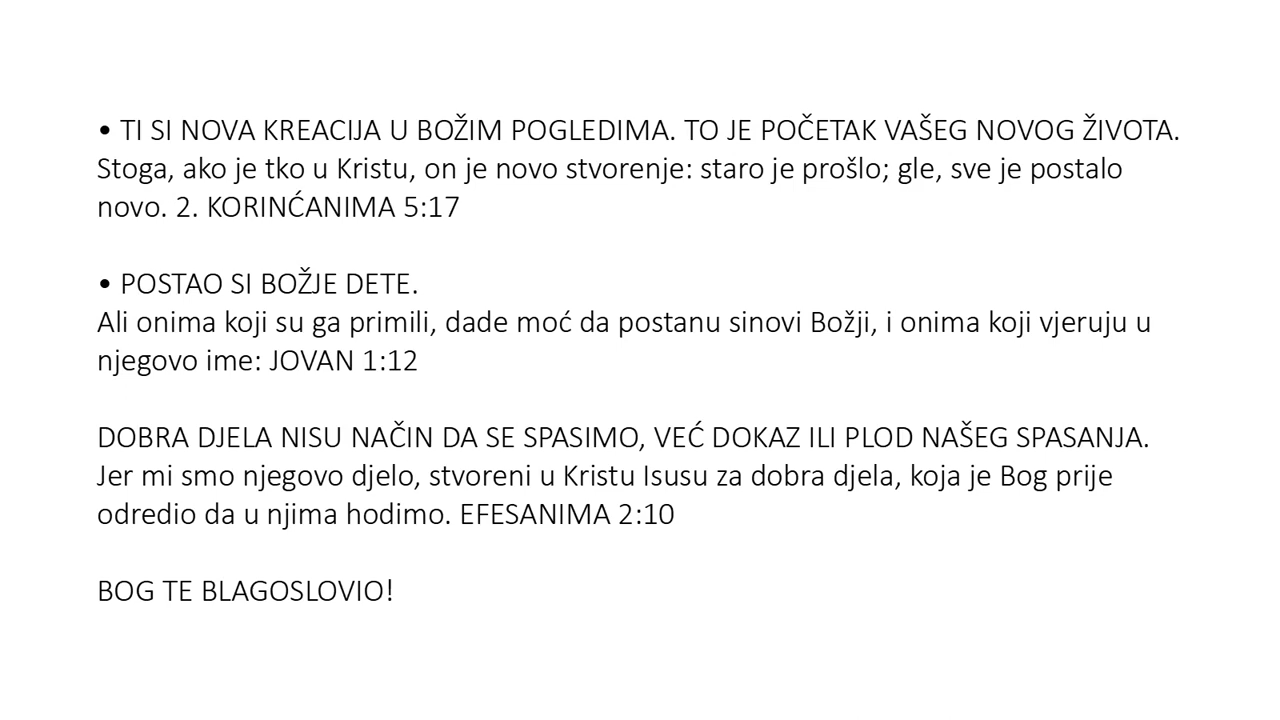 • TI SI NOVA KREACIJA U BOŽIM POGLEDIMA. TO JE POČETAK VAŠEG NOVOG ŽIVOTA.
Stoga, ako je tko u Kristu, on je novo stvorenje: staro je prošlo; gle, sve je postalo
novo. 2. KORINĆANIMA 5:17
• POSTAO SI BOŽJE DETE.
Ali onima koji su ga primili, dade moć da postanu sinovi Božji, i onima koji vjeruju u
njegovo ime: JOVAN 1:12
DOBRA DJELA NISU NAČIN DA SE SPASIMO, VEĆ DOKAZ ILI PLOD NAŠEG SPASANJA.
Jer mi smo njegovo djelo, stvoreni u Kristu Isusu za dobra djela, koja je Bog prije
odredio da u njima hodimo. EFESANIMA 2:10
BOG TE BLAGOSLOVIO!